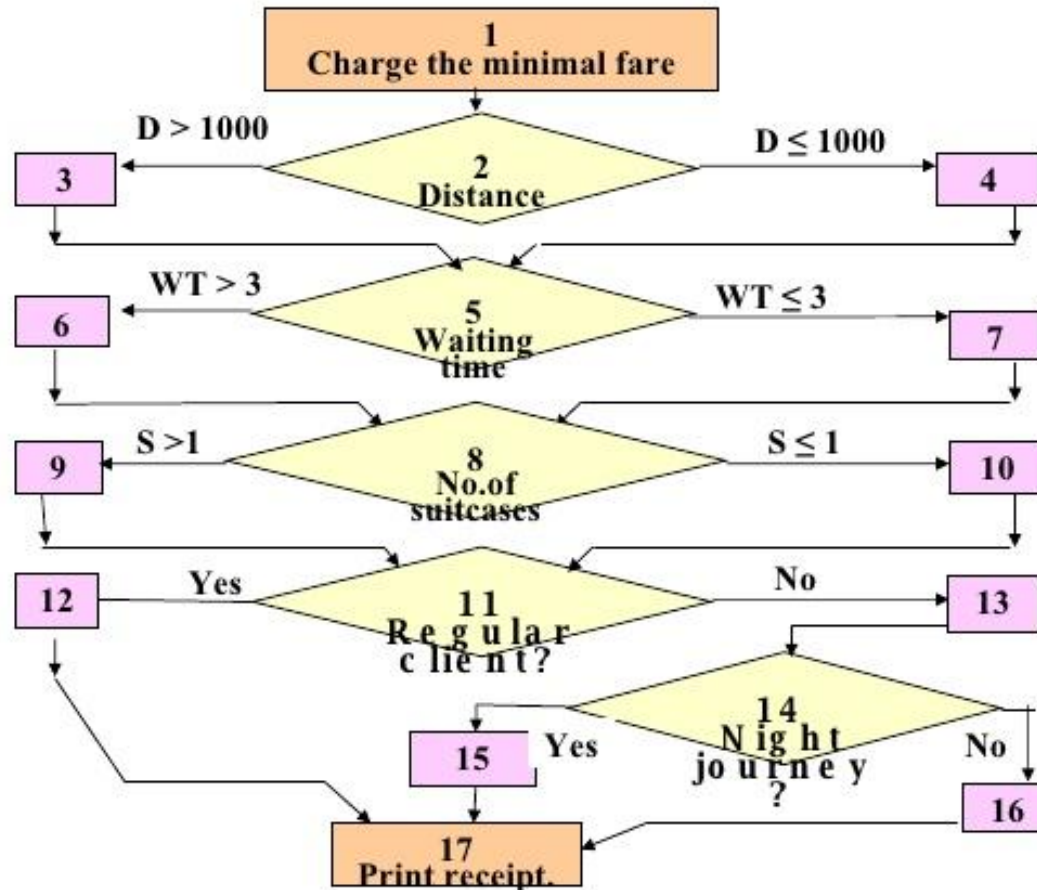 1
Charge the minimal fare
D > 1000
D ≤ 1000
2
Distance
3
4
WT > 3
WT ≤ 3
5
Waiting
time
6
7
S >1
S ≤ 1
8
No.of
suitcases
9
10
Yes
No
11
Regular
client?
12
13
14
Night
journey
?
Yes
No
15
16
17
Print receipt.